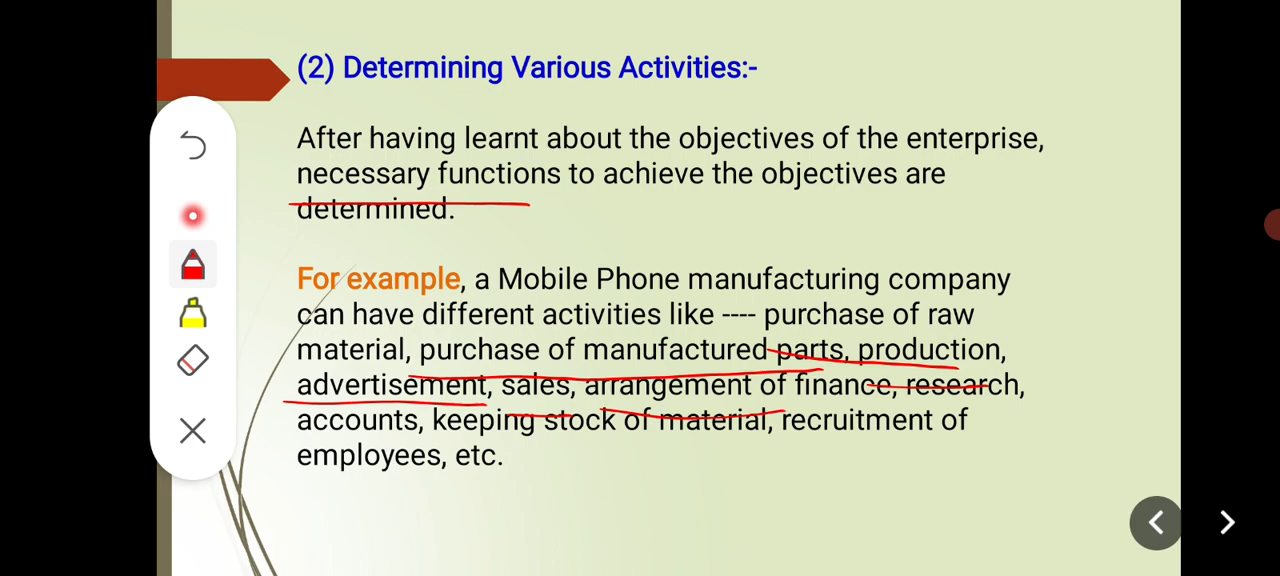 (2) Determining Various Activities:-
After having learnt about the objectives of the enterprise,
necessary functions to achieve the objectives are
determined.
For example, a Mobile Phone manufacturing company
can have different activities like ---- purchase of raw
material, purchase of manufactured parts, production,
advertisement, sales, arrangement of finance, research,
accounts, keeping stock of material, recruitment of
employees, etc.